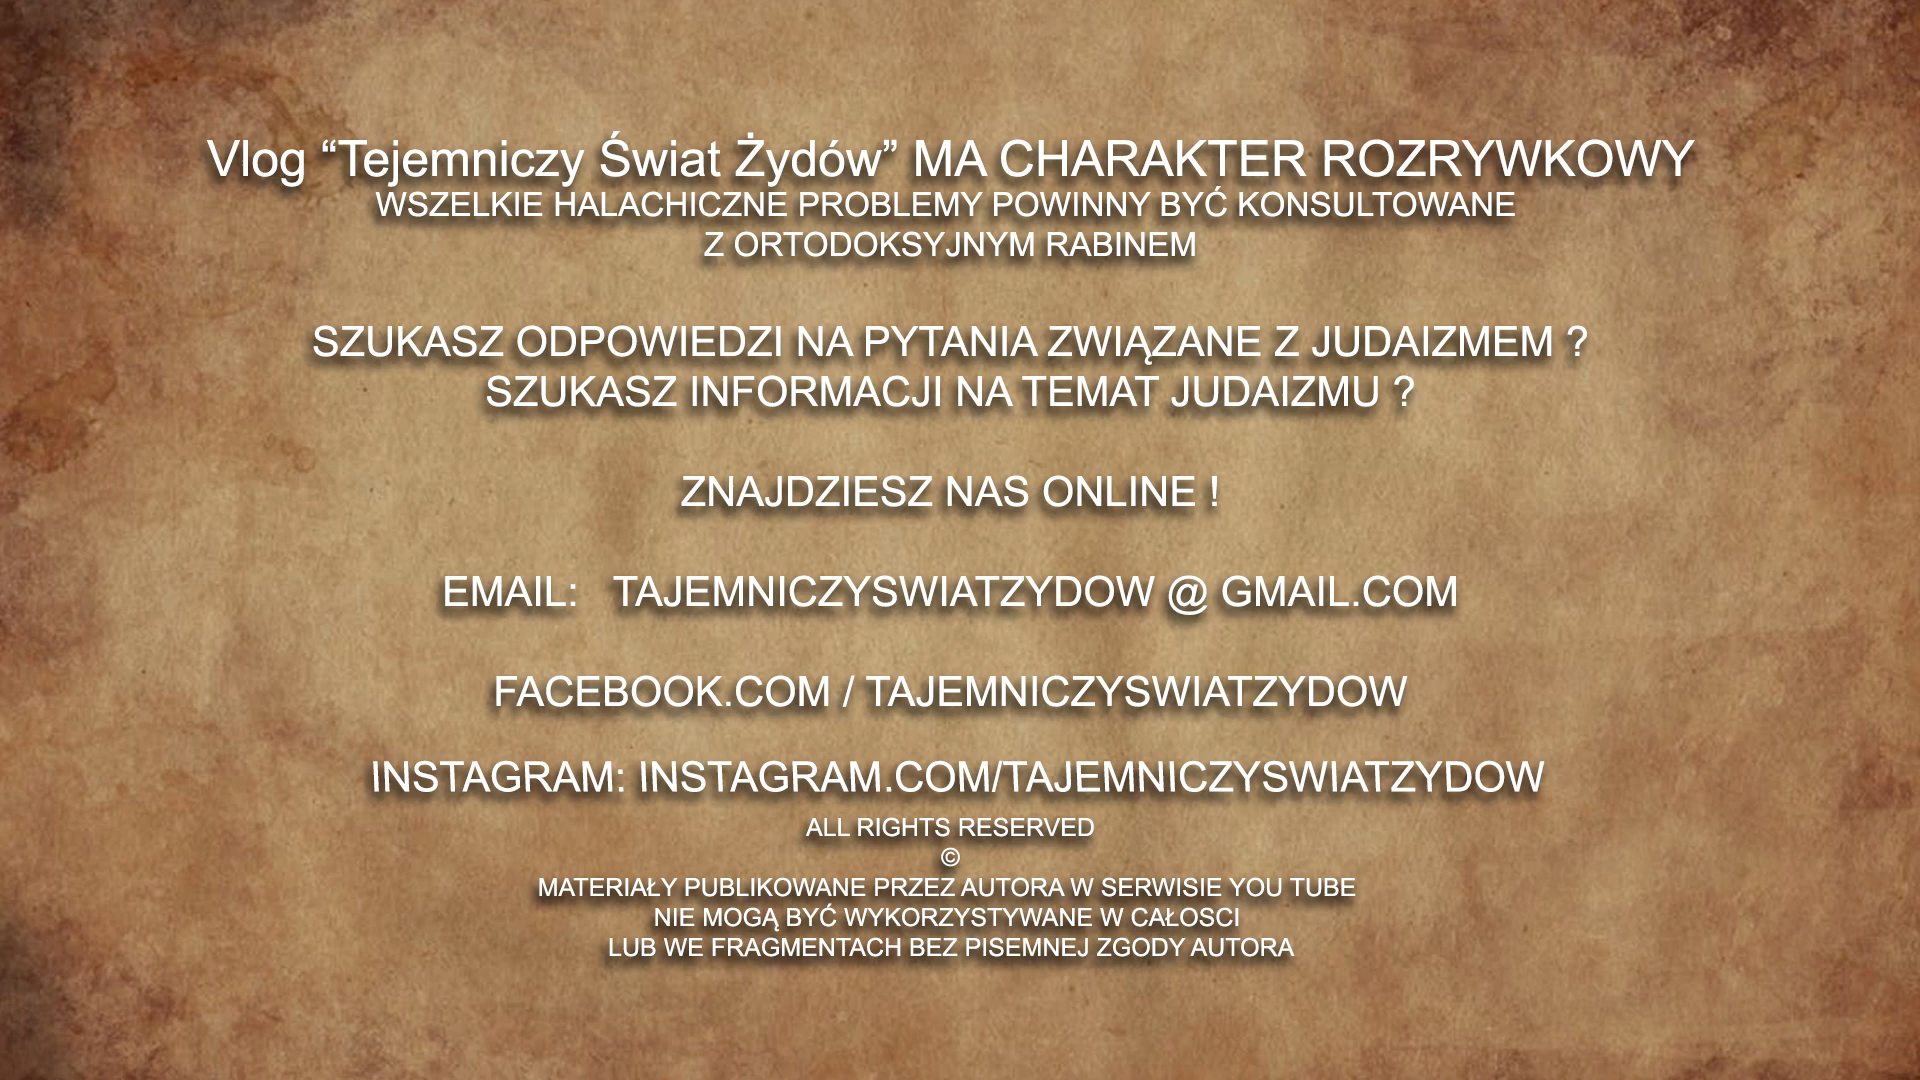 Vlog “Tejemniczy Świat Żydów” MA CHARAKTER ROZRYWKOWY
WSZELKIE HALACHICZNE PROBLEMY POWINNY BYĆ KONSULTOWANE
Z ORTODOKSYJNYM RABINEM
SZUKASZ ODPOWIEDZI NA PYTANIA ZWIĄZANE Z JUDAIZMEM ?
SZUKASZ INFORMACJI NA TEMAT JUDAIZMU ?
ZNAJDZIESZ NAS ONLINE !
EMAIL: TAJEMNICZYSWIATZYDOW @ GMAIL.COM
FACEBOOK.COM / TAJEMNICZYSWIATZYDOW
INSTAGRAM: INSTAGRAM.COM/TAJEMNICZYSWIATZYDOW
ALL RIGHTS RESERVED
©
MATERIAŁY PUBLIKOWANE PRZEZ AUTORA W SERWISIE YOU TUBE
NIE MOGĄ BYĆ WYKORZYSTYWANE W CAŁOSCI
LUB WE FRAGMENTACH BEZ PISEMNEJ ZGODY AUTORA